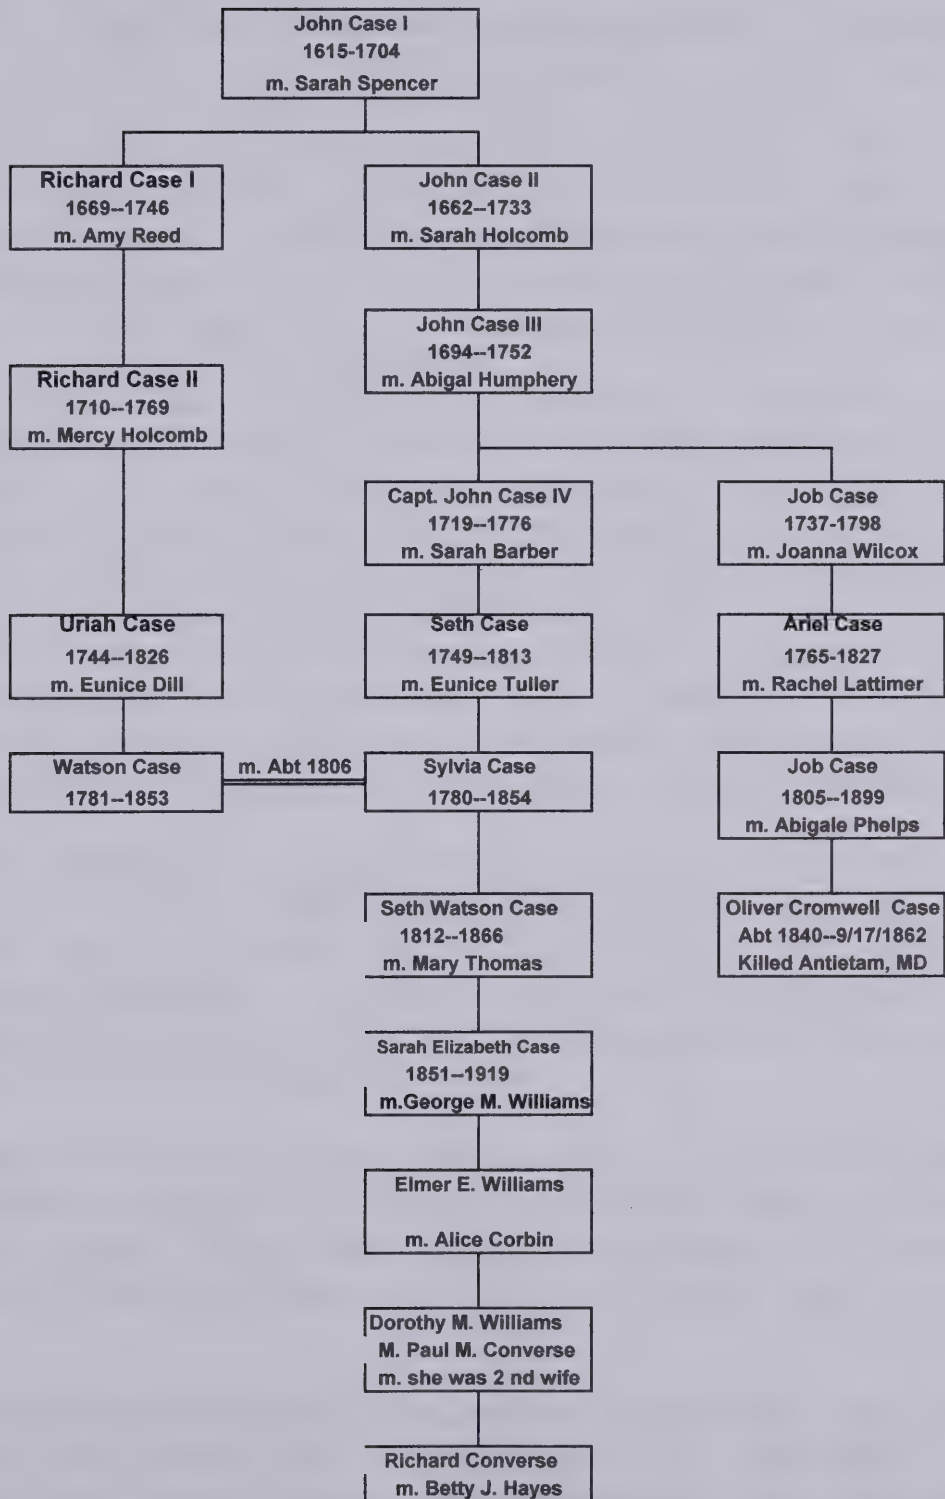 John Case I
1615-1704
m. Sarah Spencer
Richard Case I
1669--1746
m. Amy Reed
John Case II
1662--1733
m. Sarah Holcomb
John Case III
1694--1752
m. Abigal Humphery
Richard Case II
1710--1769
m. Mercy Holcomb
Capt. John Case IV
1719--1776
m. Sarah Barber
Job Case
1737-1798
m. Joanna Wilcox
Uriah Case
1744--1826
m. Eunice Dill
Seth Case
1749--1813
m. Eunice Tuller
Ariel Case
1765-1827
m. Rachel Lattimer
Watson Case
1781--1853
m. Abt 1806
Sylvia Case
1780--1854
Job Case
1805--1899
m. Abigale Phelps
Seth Watson Case
1812--1866
m. Mary Thomas
Oliver Cromwell Case
Abt 1840--9/17/1862
Killed Antietam, MD
Sarah Elizabeth Case
1851--1919
m.George M. Williams
Elmer E. Williams
m. Alice Corbin
Dorothy M. Williams
M. Paul M. Converse
m. she was 2 nd wife
Richard Converse
m. Betty J. Hayes